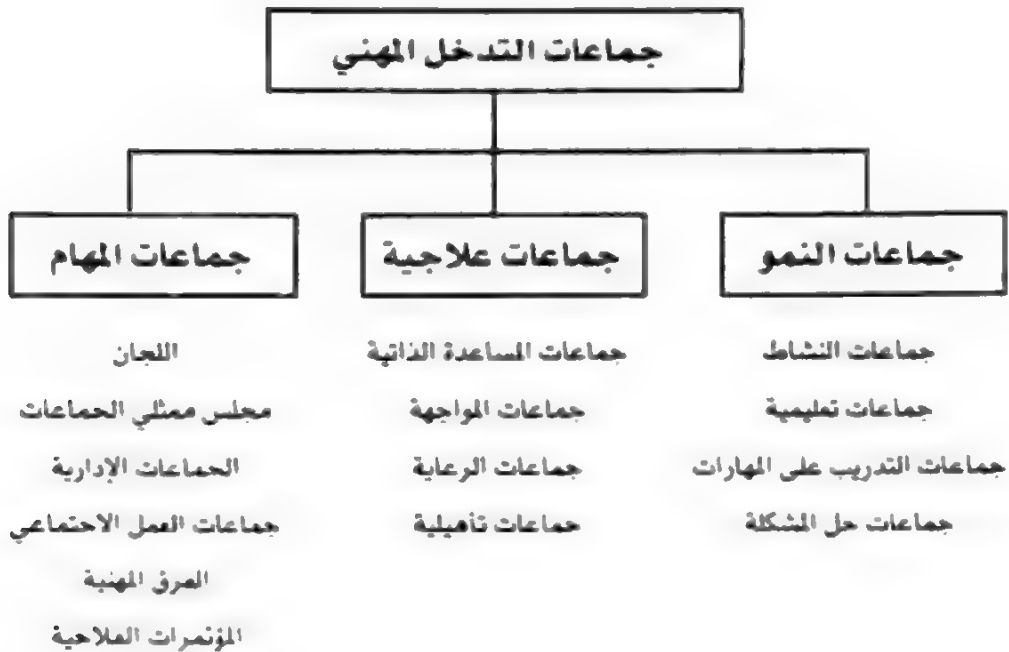 جماعات التدخل المهني
جماعات النمو
جماعات علاجية
جماعات المهام
جماعات النشاط
جماعات تعليمية
جماعات التدريب على المهارات
جماعات حل المشكلة
جماعات المساعدة الذاتية
جماعات المواجهة
جماعات الرعاية
جماعات تأهيلية
اللجان
مجلس ممثلي الجماعات
الجماعات الإدارية
جماعات العمل الاجتماعي
الفرق المهنية
المؤتمرات العلاجية